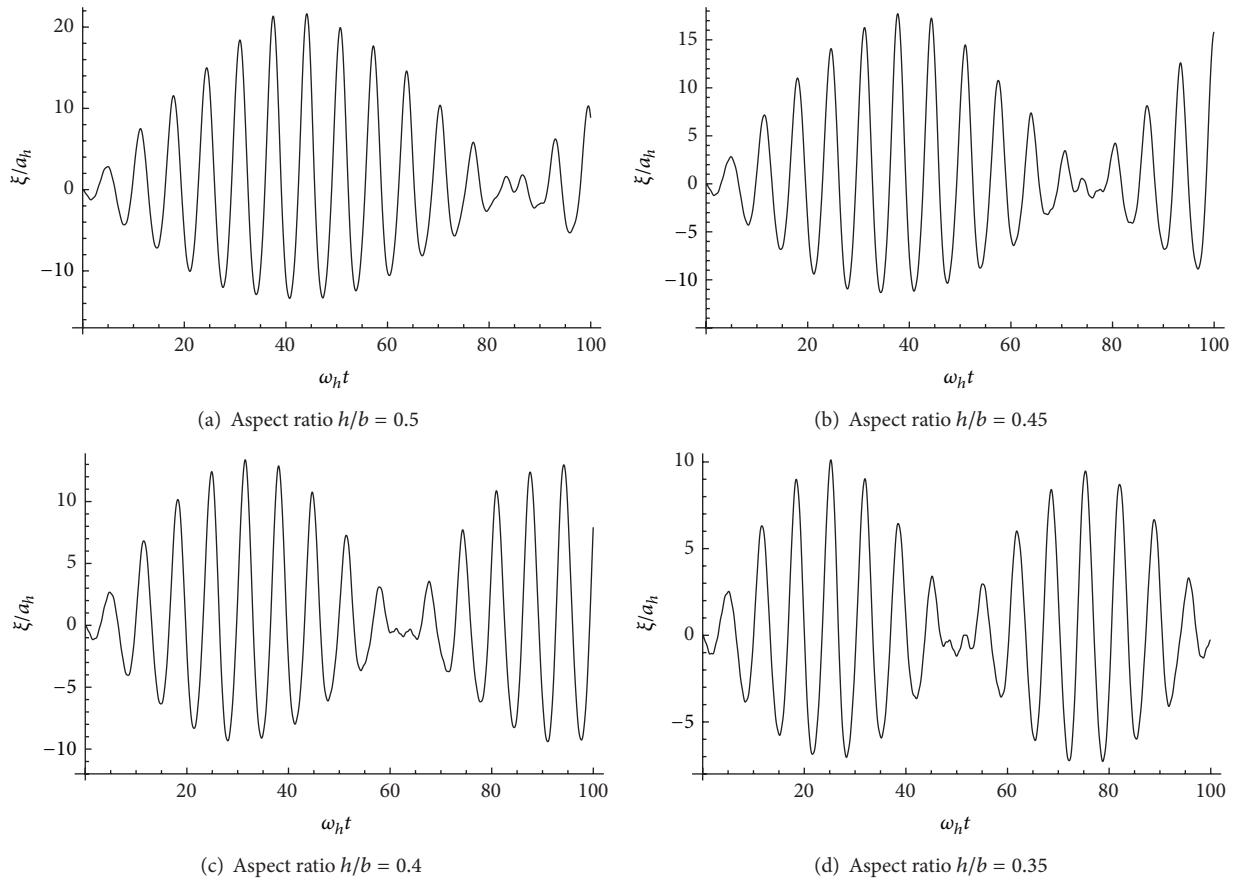 20
10
0
−10
ξ/a_h
20 40 60 80 100
ω_h t
(a) Aspect ratio h/b = 0.5
15
10
5
0
−5
−10
ξ/a_h
20 40 60 80 100
ω_h t
(b) Aspect ratio h/b = 0.45
10
5
0
−5
−10
ξ/a_h
20 40 60 80 100
ω_h t
(c) Aspect ratio h/b = 0.4
10
5
0
−5
ξ/a_h
20 40 60 80 100
ω_h t
(d) Aspect ratio h/b = 0.35